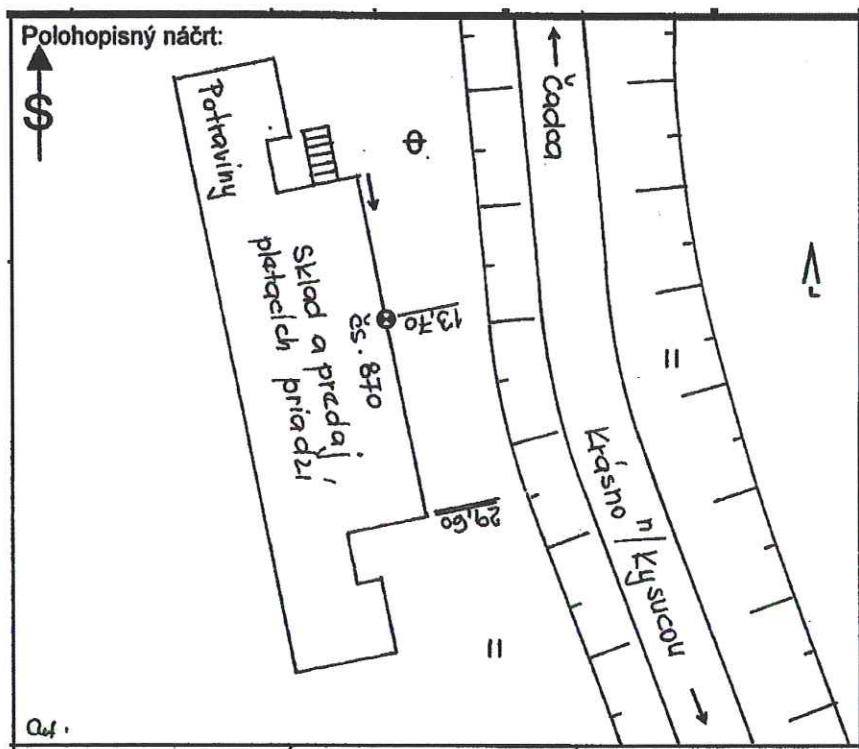 Polohopisný náčrt:
S
Potraviny
Čadca
Sklad a predaj
pletacích priadzí
čs. 870
13,70
29,60
Krásno n/Kysucou